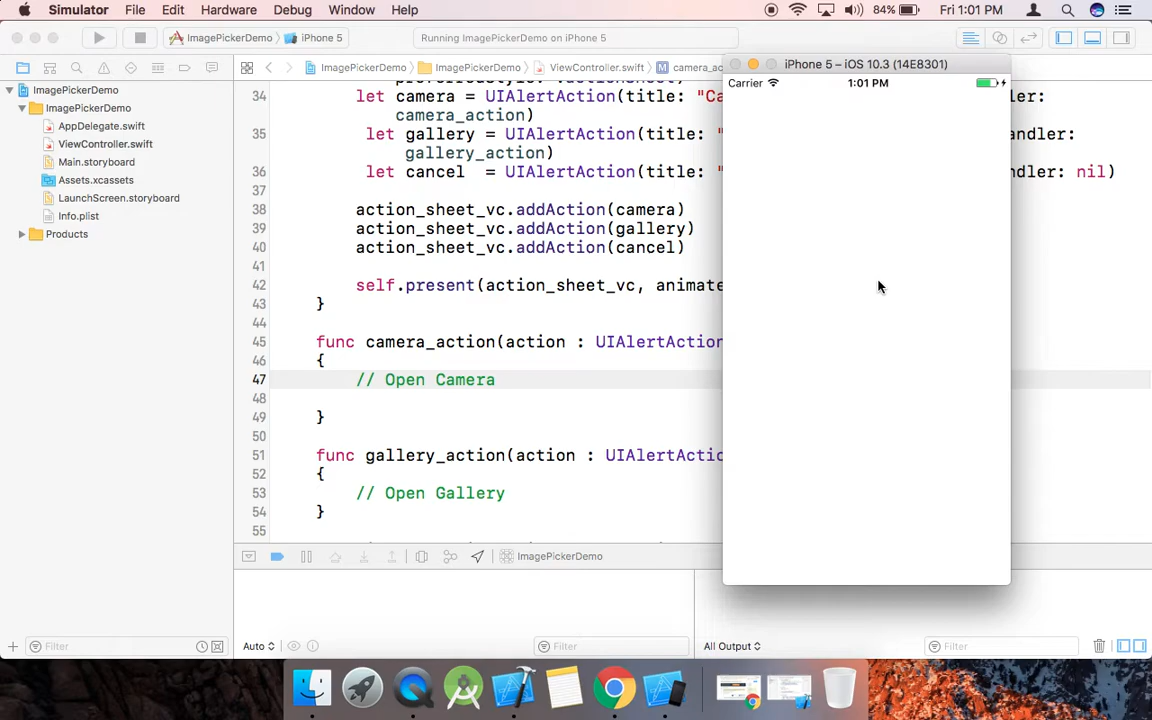 Simulator File Edit Hardware Debug Window Help 84% Fri 1:01 PM
ImagePickerDemo iPhone 5 Running ImagePickerDemo on iPhone 5
ImagePickerDemo ImagePickerDemo ViewController.swift M camera_ac
iPhone 5 – iOS 10.3 (14E8301)
Carrier 1:01 PM
ImagePickerDemo
ImagePickerDemo
AppDelegate.swift
ViewController.swift
Main.storyboard
Assets.xcassets
LaunchScreen.storyboard
Info.plist
Products
34 let camera = UIAlertAction(title: "Ca ler:
camera_action)
35 let gallery = UIAlertAction(title: " andler:
gallery_action)
36 let cancel = UIAlertAction(title: " dler: nil)
37
38 action_sheet_vc.addAction(camera)
39 action_sheet_vc.addAction(gallery)
40 action_sheet_vc.addAction(cancel)
41
42 self.present(action_sheet_vc, animate
43 }
44
45 func camera_action(action : UIAlertAction
46 {
47 // Open Camera
48
49 }
50
51 func gallery_action(action : UIAlertActio
52 {
53 // Open Gallery
54 }
55
ImagePickerDemo
Filter Auto Filter All Output Filter